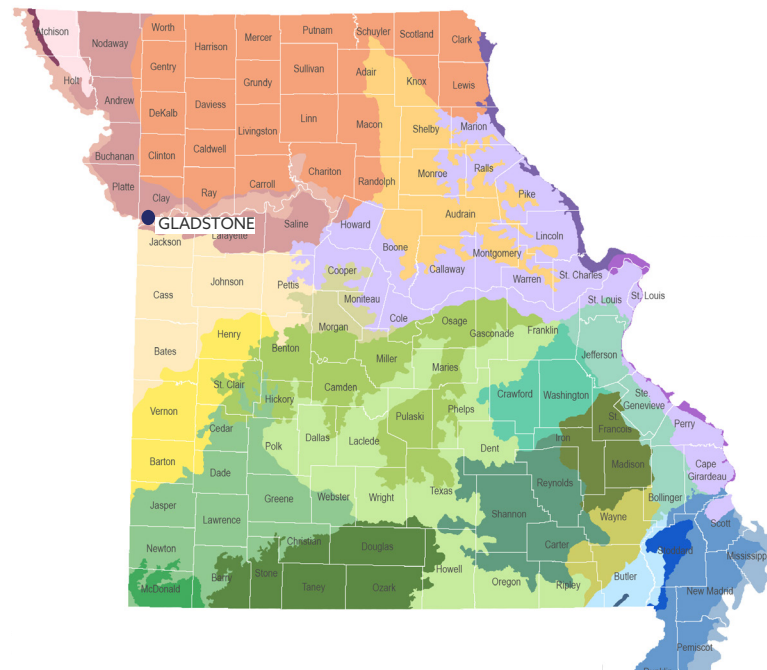 Atchison
Nodaway
Worth
Harrison
Mercer
Putnam
Schuyler
Scotland
Clark
Holt
Gentry
Sullivan
Adair
Knox
Lewis
Andrew
DeKalb
Daviess
Grundy
Linn
Macon
Shelby
Marion
Buchanan
Clinton
Caldwell
Livingston
Chariton
Randolph
Monroe
Ralls
Platte
Clay
Ray
Carroll
Pike
GLADSTONE
Lafayette
Saline
Howard
Audrain
Jackson
Boone
Lincoln
Johnson
Pettis
Cooper
Callaway
Montgomery
Warren
St. Charles
Cass
Moniteau
Cole
St. Louis
St. Louis
Henry
Morgan
Osage
Gasconade
Franklin
Bates
Benton
Miller
Maries
Jefferson
St. Clair
Hickory
Camden
Crawford
Washington
Ste
Genevieve
Vernon
Cedar
Pulaski
Phelps
St.
Francois
Perry
Polk
Dallas
Laclede
Dent
Iron
Barton
Dade
Madison
Cape
Girardeau
Jasper
Greene
Webster
Wright
Texas
Reynolds
Bollinger
Lawrence
Shannon
Wayne
Scott
Newton
Christian
Douglas
Carter
Stoddard
Mississippi
McDonald
Barry
Stone
Taney
Ozark
Howell
Oregon
Ripley
Butler
New Madrid
Pemiscot